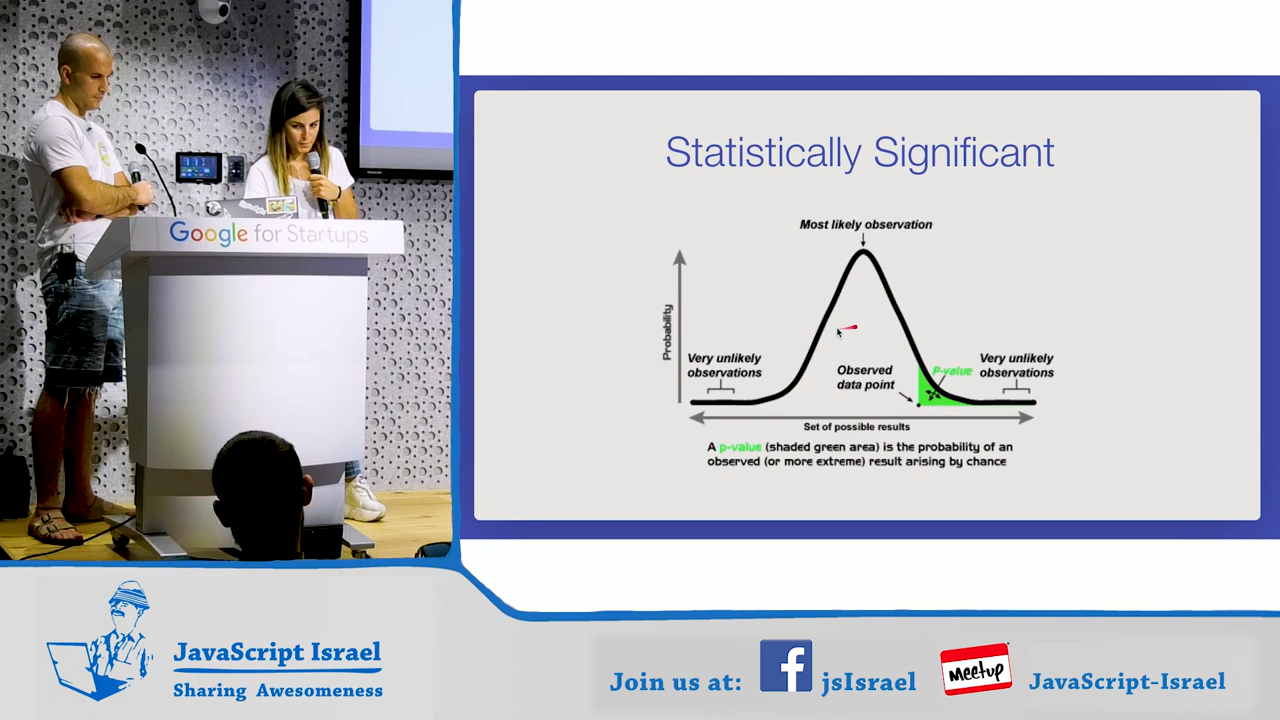 Google for Startups
Statistically Significant
Most likely observation
Probability
Very unlikely
observations
Observed
data point
P-value
Very unlikely
observations
Set of possible results
A p-value (shaded green area) is the probability of an
observed (or more extreme) result arising by chance
JavaScript Israel
Sharing Awesomeness
Join us at:
f
jsIsrael
Meetup
JavaScript-Israel